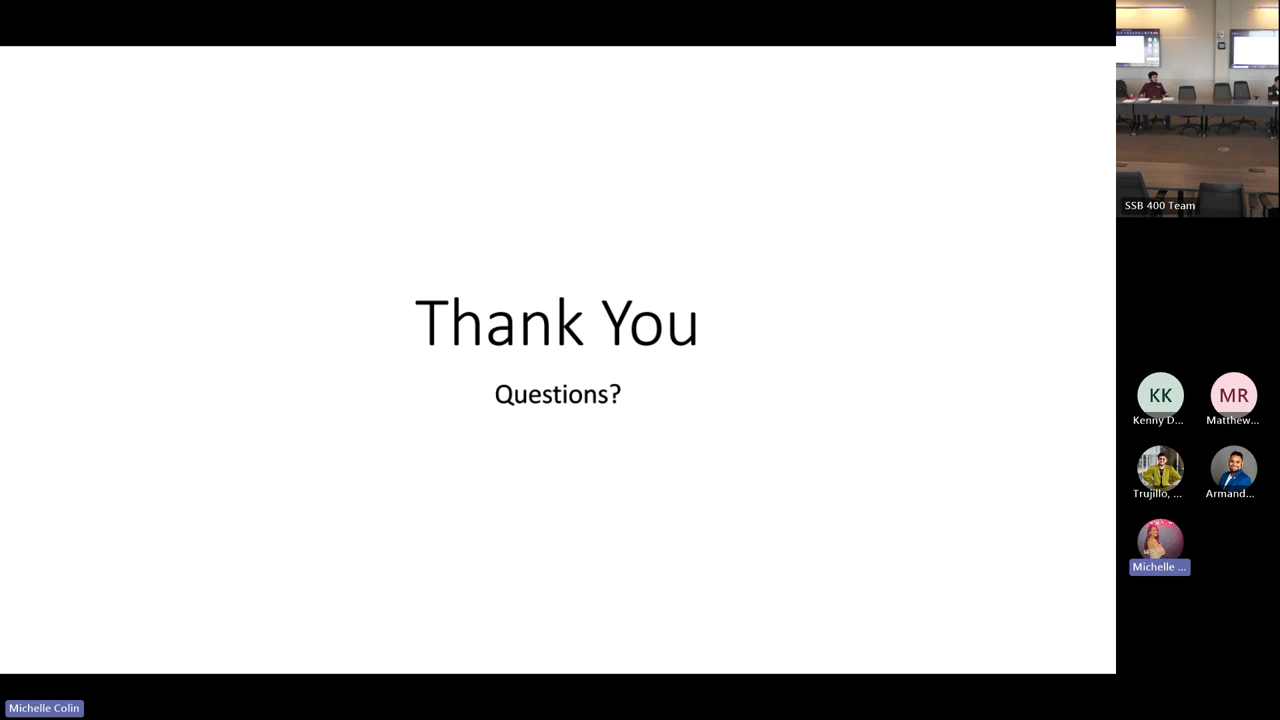 Thank You
Questions?
SSB 400 Team
KK
MR
Kenny D...
Matthew...
Trujillo, ...
Armand...
Michelle ...
Michelle Colin